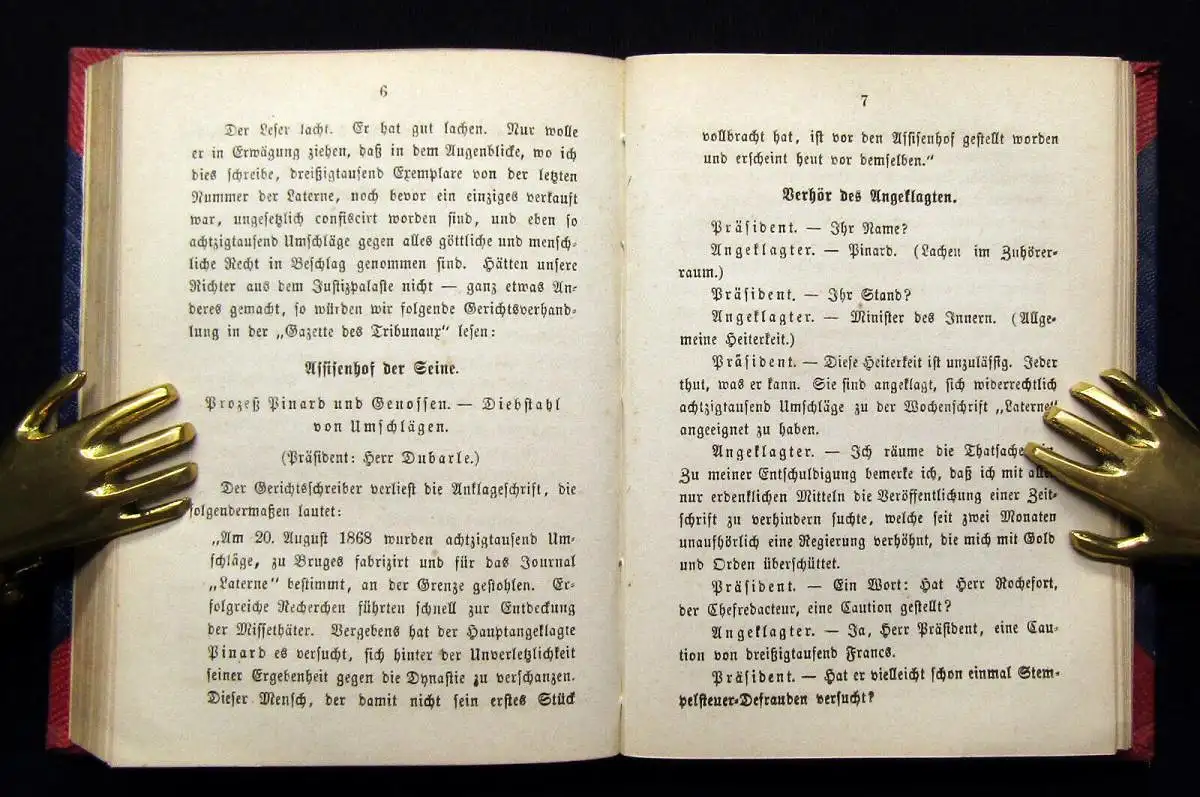 6
Der Leser lacht. Er hat gut lachen. Nur wolle
er in Erwägung ziehen, daß in dem Augenblicke, wo ich
dies schreibe, dreißigtausend Exemplare von der letzten
Nummer der Laterne, noch bevor ein einziges verkauft
war, ungesetzlich confiscirt worden sind, und eben so
achtzigtausend Umschläge gegen alles göttliche und mensch-
liche Recht in Beschlag genommen sind. Hätten unsere
Richter aus dem Justizpalaste nicht — ganz etwas An-
deres gemacht, so würden wir folgende Gerichtsverhand-
lung in der „Gazette des Tribunaux" lesen:
Assisenhof der Seine.
Prozeß Pinard und Genossen. — Diebstahl
von Umschlägen.
(Präsident: Herr Dubarle.)
Der Gerichtsschreiber verliest die Anklageschrift, die
folgendermaßen lautet:
„Am 20. August 1868 wurden achtzigtausend Um-
schläge, zu Bruges fabrizirt und für das Journal
„Laterne" bestimmt, an der Grenze gestohlen. Er-
folgreiche Recherchen führten schnell zur Entdeckung
der Missethäter. Vergebens hat der Hauptangeklagte
Pinard es versucht, sich hinter der Unverletzlichkeit
seiner Ergebenheit gegen die Dynastie zu verschanzen.
Dieser Mensch, der damit nicht sein erstes Stück
7
vollbracht hat, ist vor den Assisenhof gestellt worden
und erscheint heut vor demselben."
Verhör des Angeklagten.
Präsident. — Ihr Name?
Angeklagter. — Pinard. (Lachen im Zuhörer-
raum.)
Präsident. — Ihr Stand?
Angeklagter. — Minister des Innern. (Allge-
meine Heiterkeit.)
Präsident. — Diese Heiterkeit ist unzulässig. Jeder
thut, was er kann. Sie sind angeklagt, sich widerrechtlich
achtzigtausend Umschläge zu der Wochenschrift „Laterne"
angeeignet zu haben.
Angeklagter. — Ich räume die Thatsache
Zu meiner Entschuldigung bemerke ich, daß ich mit allen
nur erdenklichen Mitteln die Veröffentlichung einer Zeit-
schrift zu verhindern suchte, welche seit zwei Monaten
unaufhörlich eine Regierung verhöhnt, die mich mit Gold
und Orden überschüttet.
Präsident. — Ein Wort: Hat Herr Rochefort,
der Chefredacteur, eine Caution gestellt?
Angeklagter. — Ja, Herr Präsident, eine Cau-
tion von dreißigtausend Francs.
Präsident. — Hat er vielleicht schon einmal Stem-
pelsteuer-Defrauden versucht?